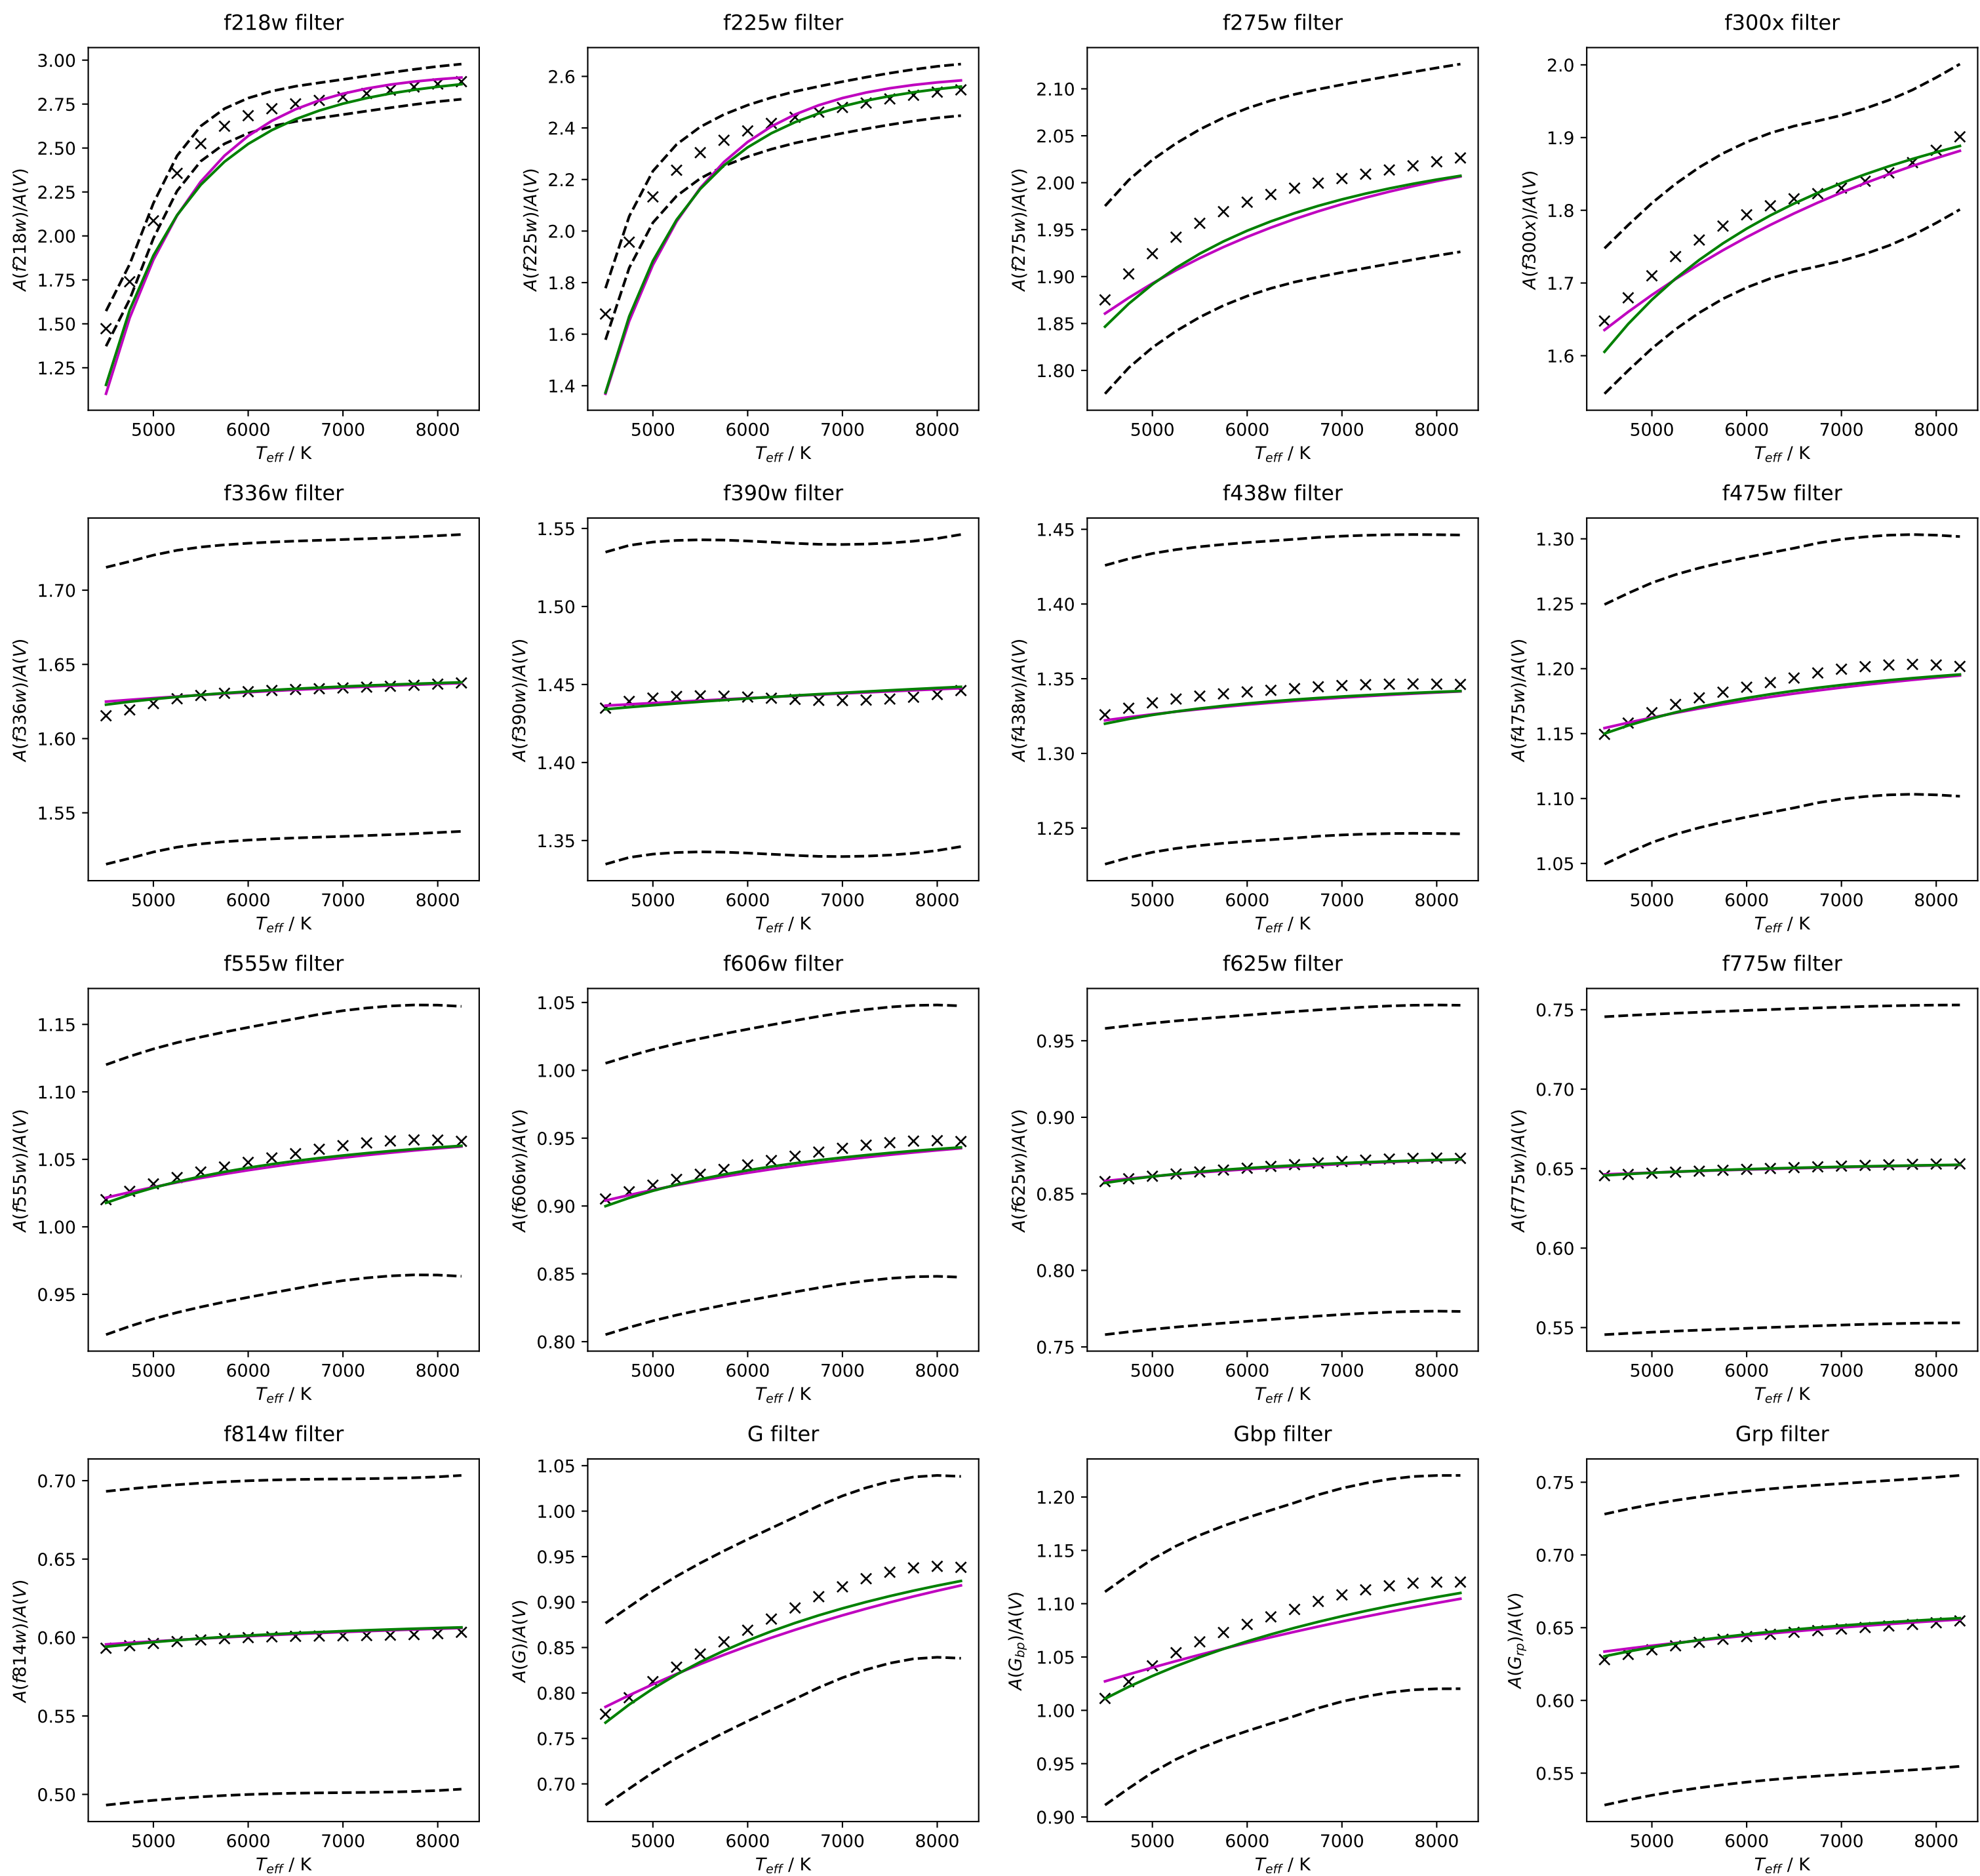 f218w filter
f225w filter
f275w filter
f300x filter
A(f218w)/A(V)
3.00
2.75
2.50
2.25
2.00
1.75
1.50
1.25
5000 6000 7000 8000
T_eff / K
A(f225w)/A(V)
2.6
2.4
2.2
2.0
1.8
1.6
1.4
5000 6000 7000 8000
T_eff / K
A(f275w)/A(V)
2.10
2.05
2.00
1.95
1.90
1.85
1.80
5000 6000 7000 8000
T_eff / K
A(f300x)/A(V)
2.0
1.9
1.8
1.7
1.6
5000 6000 7000 8000
T_eff / K
f336w filter
f390w filter
f438w filter
f475w filter
A(f336w)/A(V)
1.70
1.65
1.60
1.55
5000 6000 7000 8000
T_eff / K
A(f390w)/A(V)
1.55
1.50
1.45
1.40
1.35
5000 6000 7000 8000
T_eff / K
A(f438w)/A(V)
1.45
1.40
1.35
1.30
1.25
5000 6000 7000 8000
T_eff / K
A(f475w)/A(V)
1.30
1.25
1.20
1.15
1.10
1.05
5000 6000 7000 8000
T_eff / K
f555w filter
f606w filter
f625w filter
f775w filter
A(f555w)/A(V)
1.15
1.10
1.05
1.00
0.95
5000 6000 7000 8000
T_eff / K
A(f606w)/A(V)
1.05
1.00
0.95
0.90
0.85
0.80
5000 6000 7000 8000
T_eff / K
A(f625w)/A(V)
0.95
0.90
0.85
0.80
0.75
5000 6000 7000 8000
T_eff / K
A(f775w)/A(V)
0.75
0.70
0.65
0.60
0.55
5000 6000 7000 8000
T_eff / K
f814w filter
G filter
Gbp filter
Grp filter
A(f814w)/A(V)
0.70
0.65
0.60
0.55
0.50
5000 6000 7000 8000
T_eff / K
A(G)/A(V)
1.05
1.00
0.95
0.90
0.85
0.80
0.75
0.70
5000 6000 7000 8000
T_eff / K
A(G_bp)/A(V)
1.20
1.15
1.10
1.05
1.00
0.95
0.90
5000 6000 7000 8000
T_eff / K
A(G_rp)/A(V)
0.75
0.70
0.65
0.60
0.55
5000 6000 7000 8000
T_eff / K